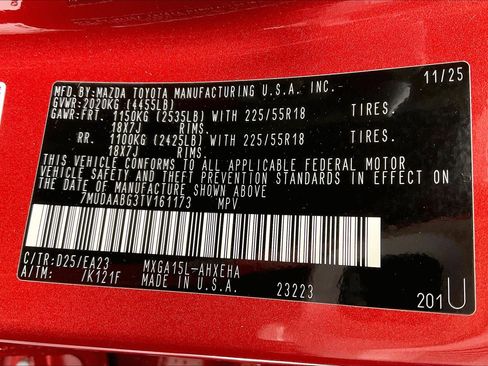 MFD.BY:MAZDA TOYOTA MANUFACTURING U.S.A. INC.- 11/25
GVWR:2020KG (4455LB)
GAWR:FRT. 1150KG (2535LB) WITH 225/55R18 TIRES.
18X7J RIMS.
RR. 1100KG (2425LB) WITH 225/55R18 TIRES.
18X7J RIMS.
THIS VEHICLE CONFORMS TO ALL APPLICABLE FEDERAL MOTOR
VEHICLE SAFETY AND THEFT PREVENTION STANDARDS IN EFFECT ON
THE DATE OF MANUFACTURE SHOWN ABOVE.
7MUDAABG3TV161173 MPV
C/TR:D25/EA23 MXGA15L-AHXEHA
A/TM: /K121F MADE IN U.S.A. 23223
201U